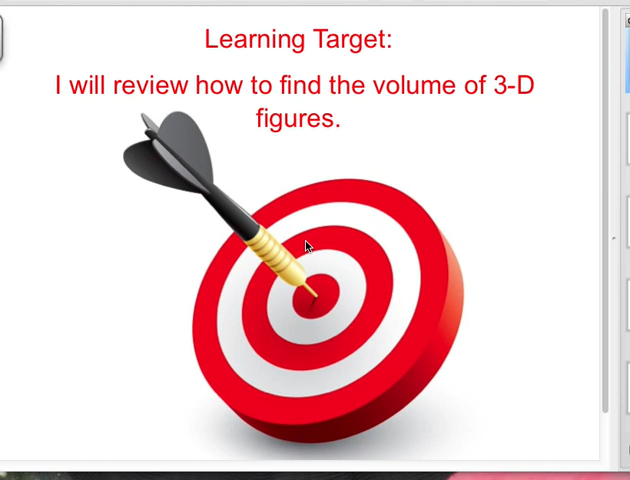 Learning Target:
I will review how to find the volume of 3-D
figures.